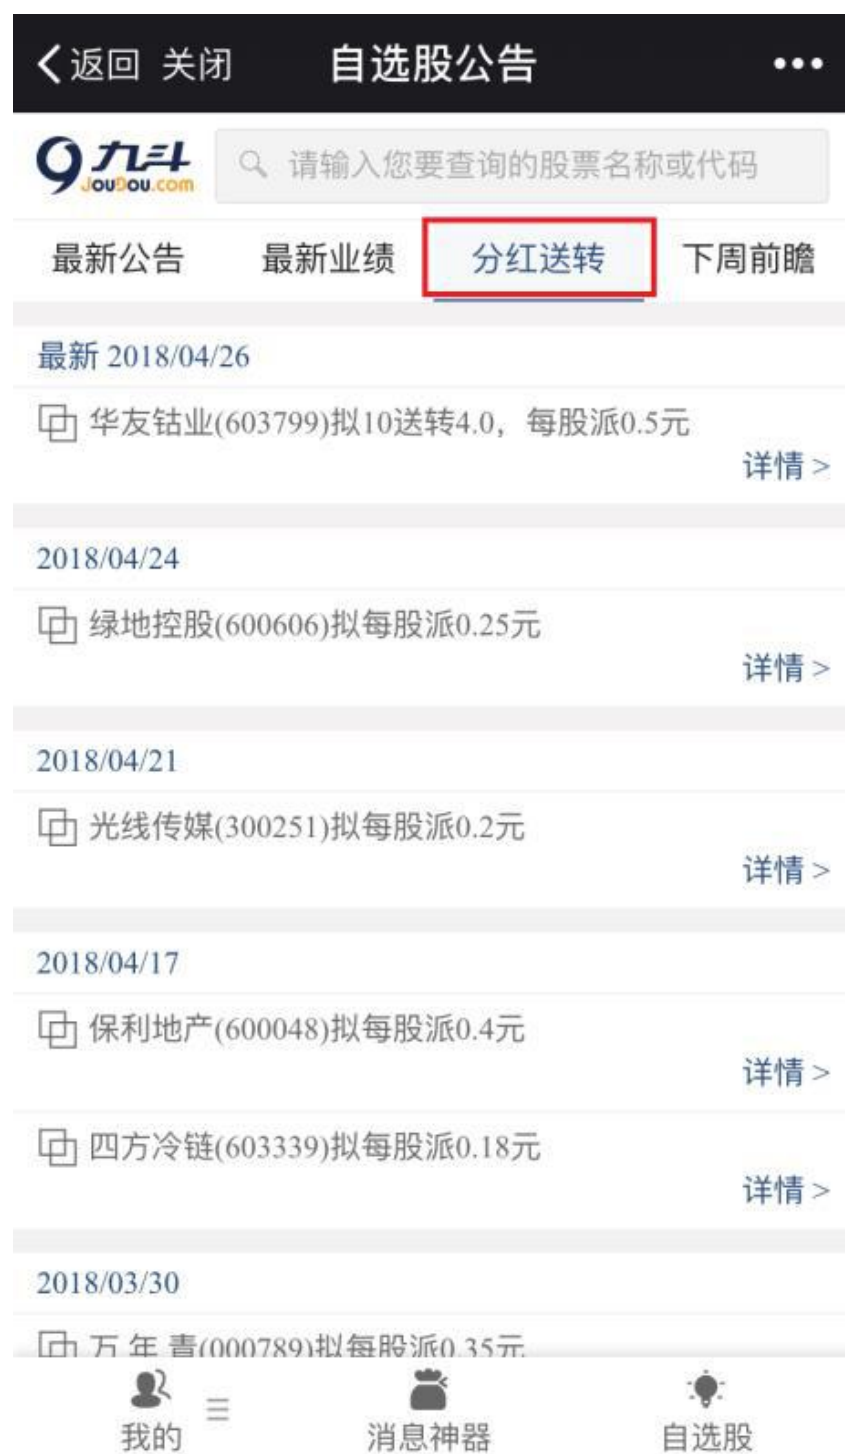 返回 关闭 自选股公告
九斗 JouDou.com 请输入您要查询的股票名称或代码
最新公告 最新业绩 分红送转 下周前瞻
最新 2018/04/26
华友钴业(603799)拟10送转4.0，每股派0.5元
详情 >
2018/04/24
绿地控股(600606)拟每股派0.25元
详情 >
2018/04/21
光线传媒(300251)拟每股派0.2元
详情 >
2018/04/17
保利地产(600048)拟每股派0.4元
详情 >
四方冷链(603339)拟每股派0.18元
详情 >
2018/03/30
万 年 青(000789)拟每股派0.35元
我的 消息神器 自选股